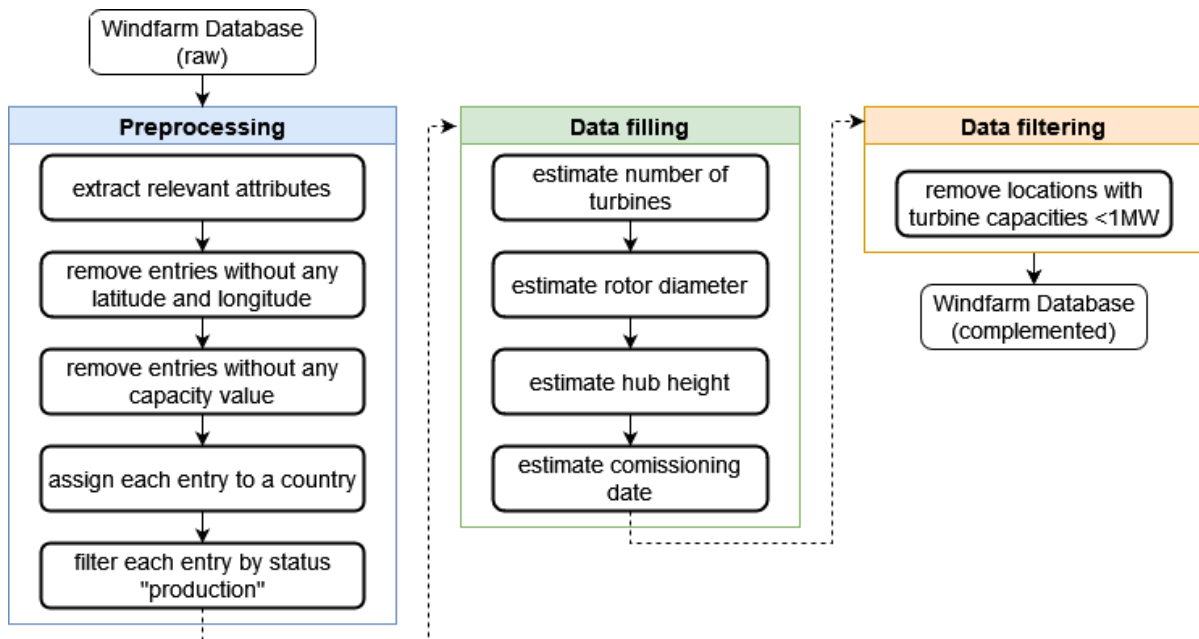 Windfarm Database
(raw)
Preprocessing
extract relevant attributes
remove entries without any
latitude and longitude
remove entries without any
capacity value
assign each entry to a country
filter each entry by status
"production"
Data filling
estimate number of
turbines
estimate rotor diameter
estimate hub height
estimate comissioning
date
Data filtering
remove locations with
turbine capacities <1MW
Windfarm Database
(complemented)